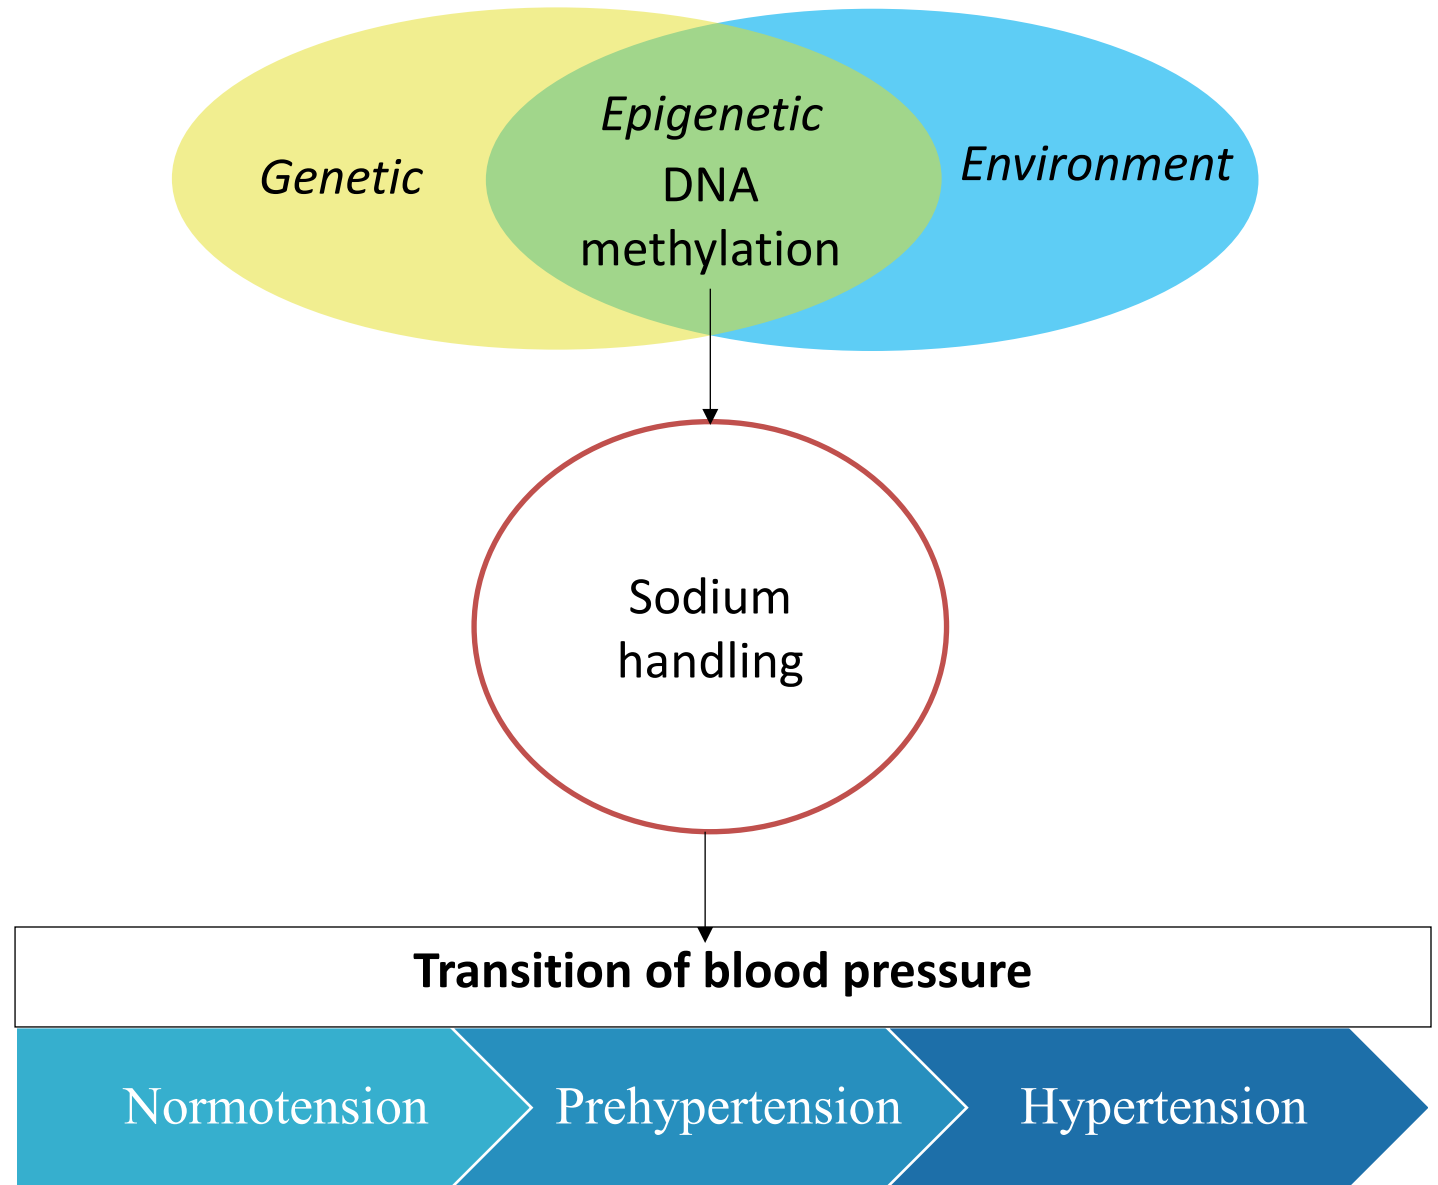 Genetic
Epigenetic
DNA
methylation
Environment
Sodium
handling
Transition of blood pressure
Normotension
Prehypertension
Hypertension